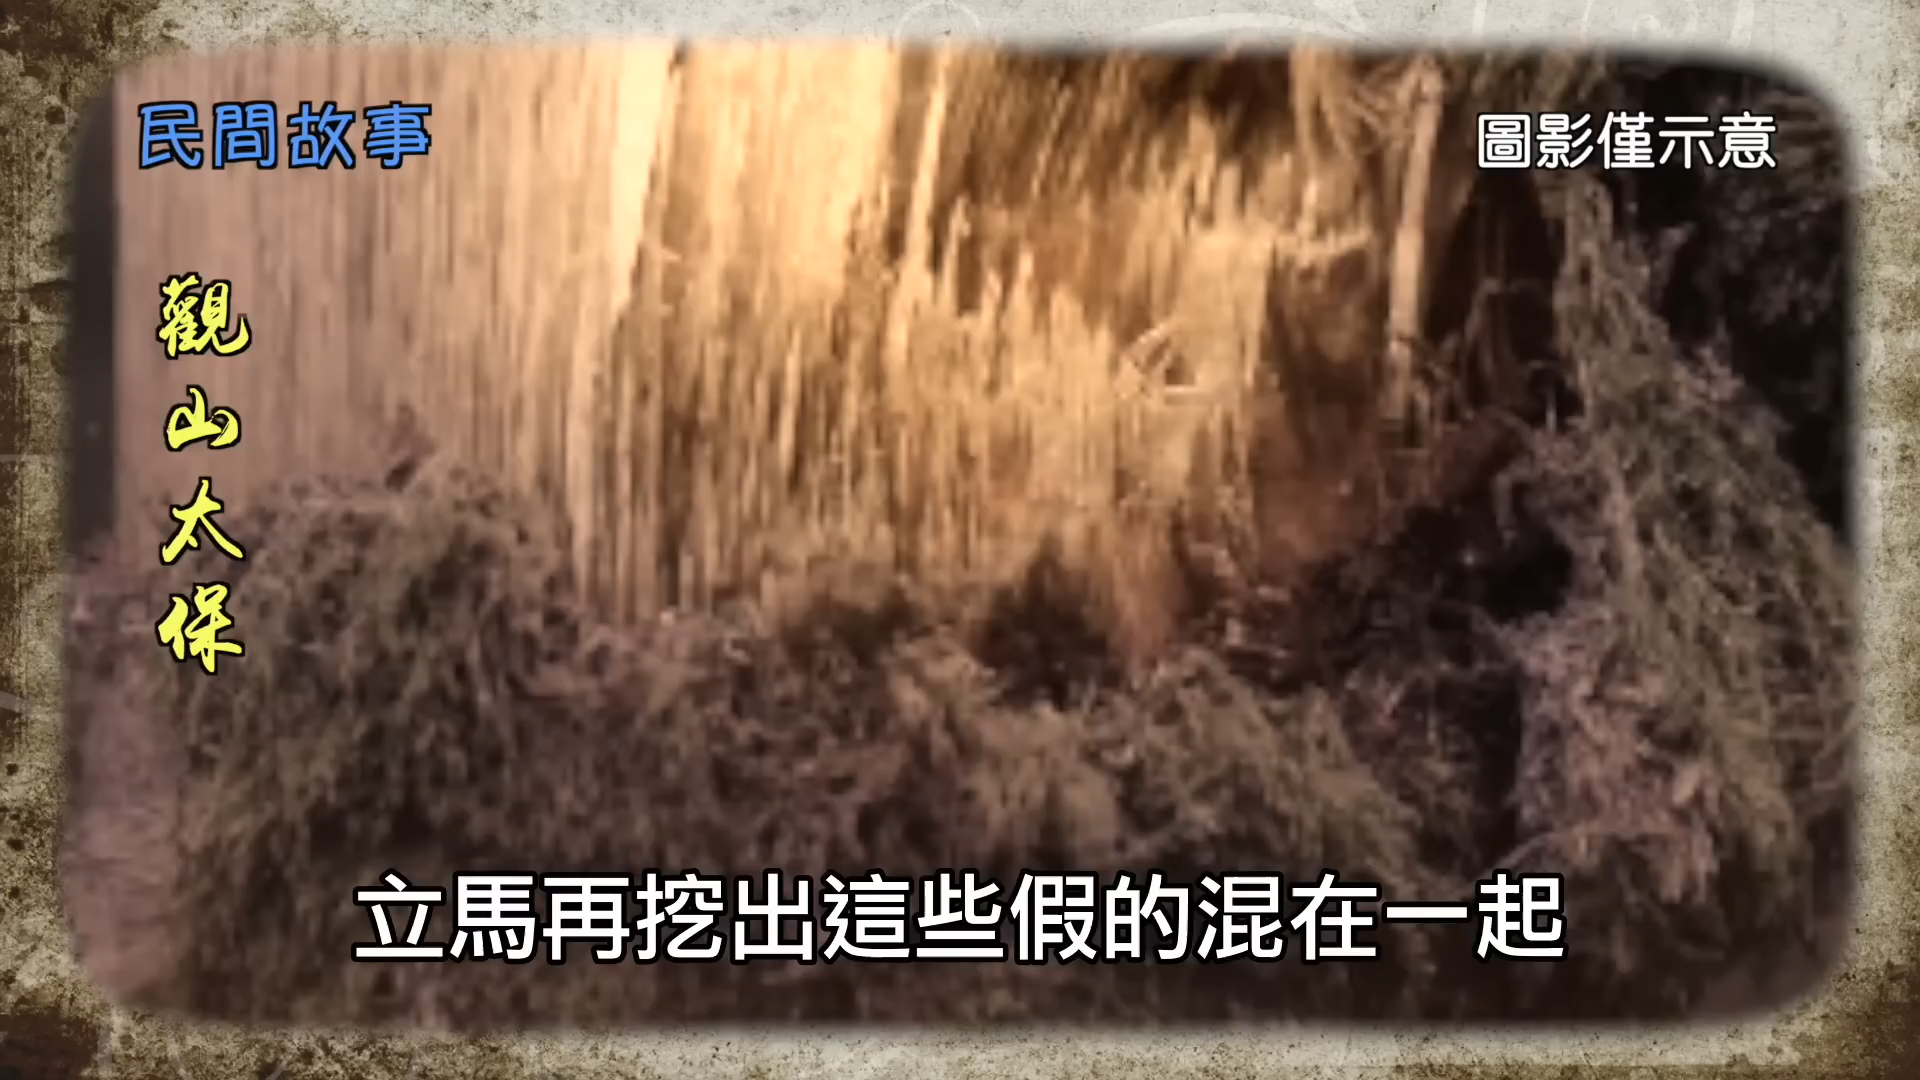 民間故事
圖影僅示意
觀山太保
立馬再挖出這些假的混在一起